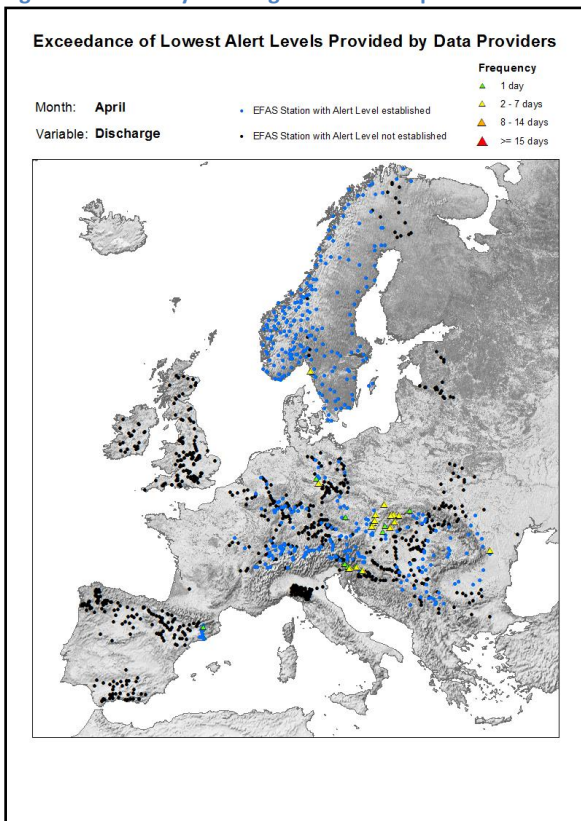 Exceedance of Lowest Alert Levels Provided by Data Providers
Frequency
1 day
2 - 7 days
8 - 14 days
>= 15 days
Month: April
Variable: Discharge
EFAS Station with Alert Level established
EFAS Station with Alert Level not established